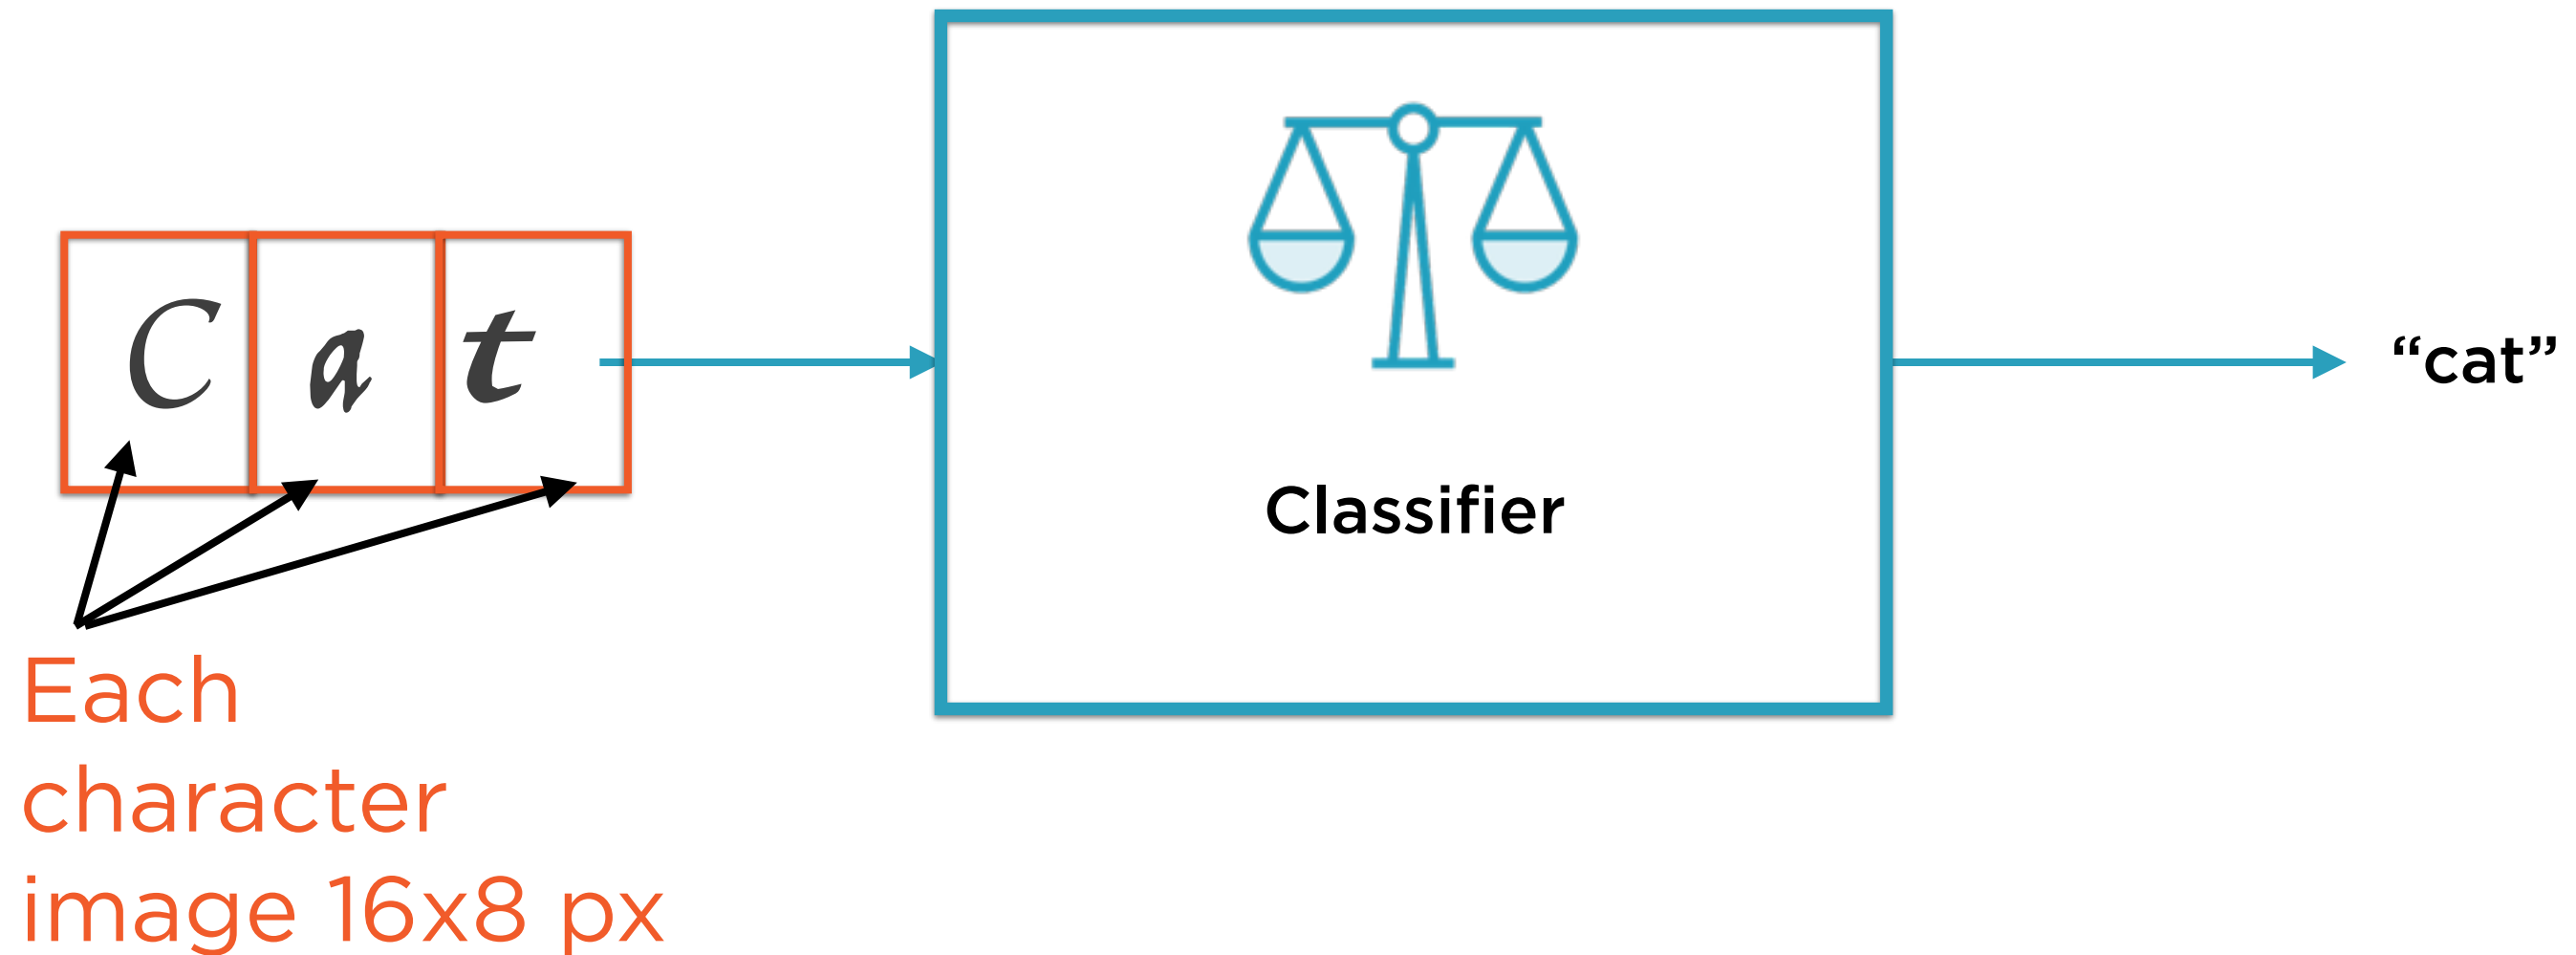 C a t
Classifier
“cat”
Each
character
image 16x8 px